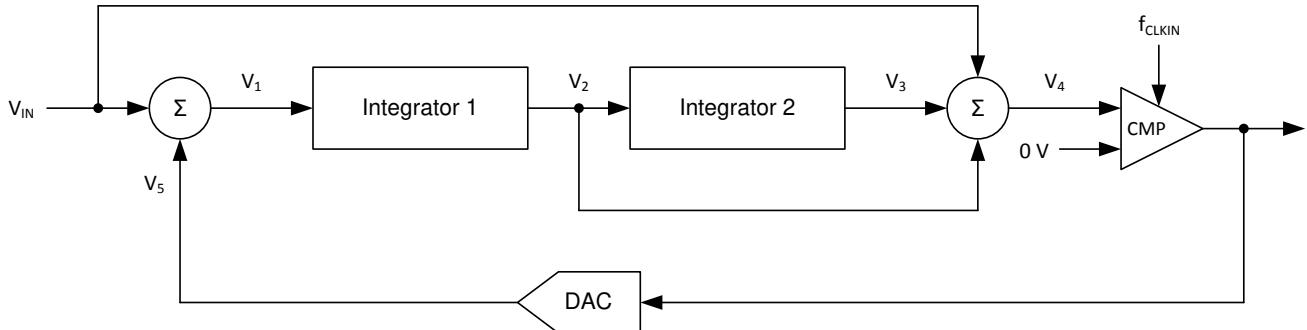 f_CLKIN
V_IN
Σ
V_1
Integrator 1
V_2
Integrator 2
V_3
Σ
V_4
CMP
0 V
V_5
DAC